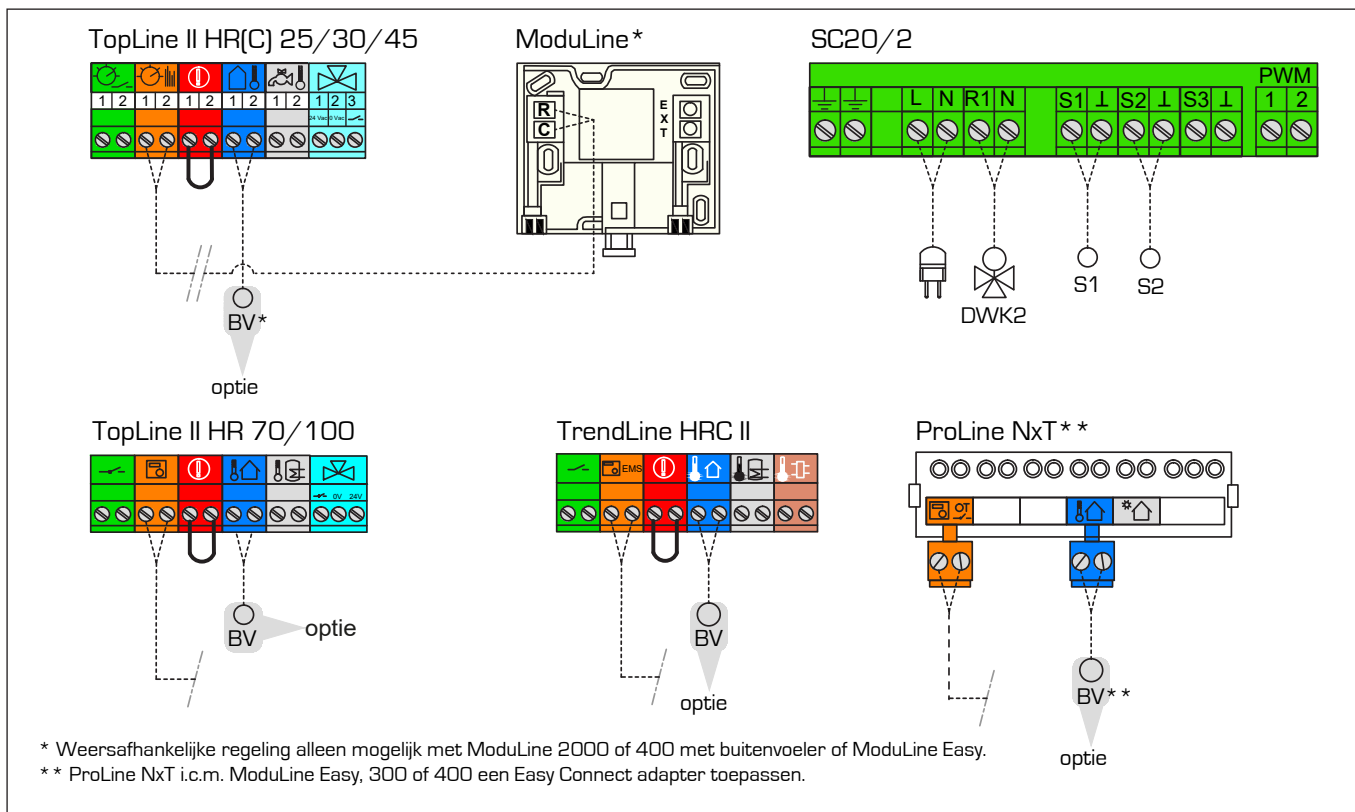 TopLine II HR(C) 25/30/45
ModuLine*
SC20/2
PWM
1 2 1 2 1 2 1 2 1 2 1 2 3
24 Vac 0 Vac
R
C
E
X
T
L N R1 N S1 ⊥ S2 ⊥ S3 ⊥ 1 2
DWK2
S1
S2
BV*
optie
TopLine II HR 70/100
TrendLine HRC II
ProLine NxT**
0V 24V
EMS
OT
BV
optie
BV
optie
BV**
optie
* Weersafhankelijke regeling alleen mogelijk met ModuLine 2000 of 400 met buitenvoeler of ModuLine Easy.
** ProLine NxT i.c.m. ModuLine Easy, 300 of 400 een Easy Connect adapter toepassen.